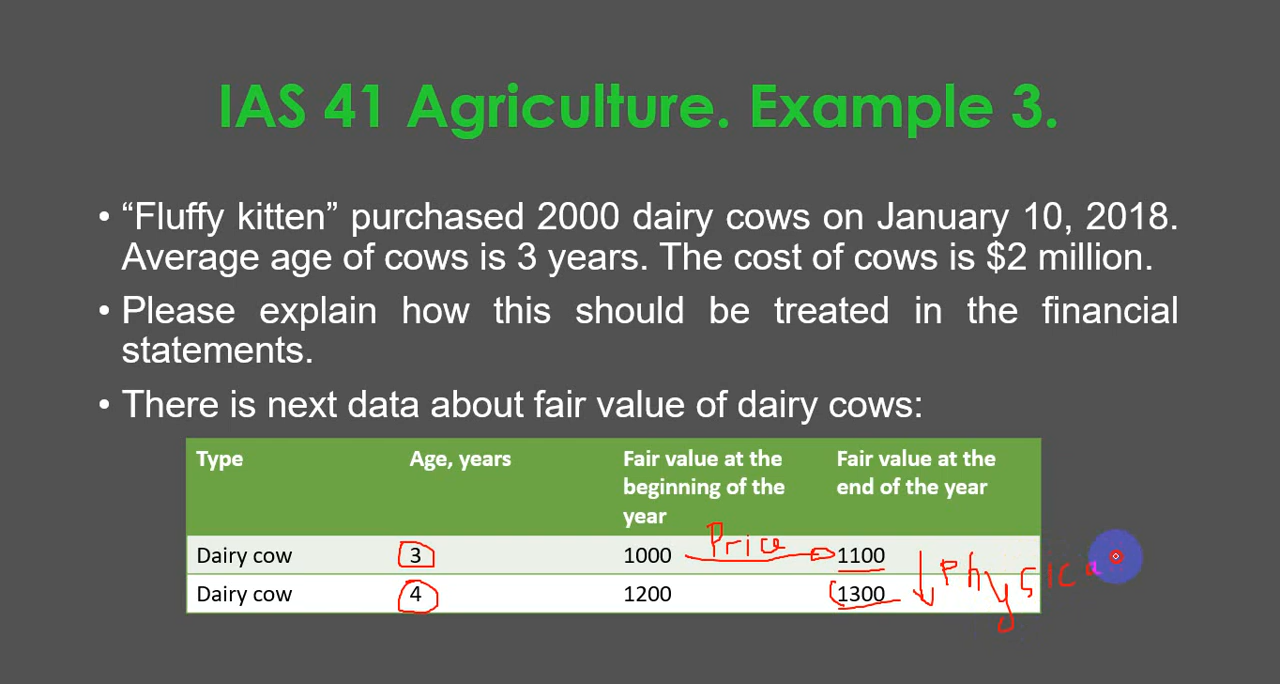 IAS 41 Agriculture. Example 3.
• “Fluffy kitten” purchased 2000 dairy cows on January 10, 2018.
Average age of cows is 3 years. The cost of cows is $2 million.
• Please explain how this should be treated in the financial
statements.
• There is next data about fair value of dairy cows:
Type Age, years Fair value at the Fair value at the
beginning of the end of the year
year
Price
Dairy cow 3 1000 1100
Physica
Dairy cow 4 1200 1300